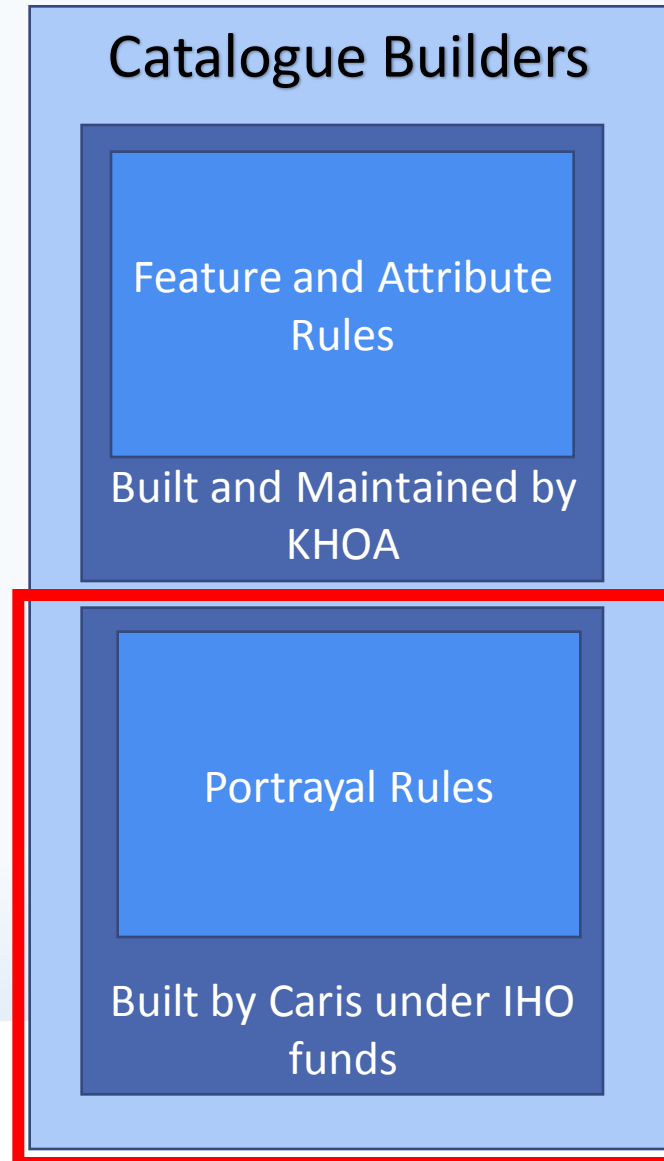 Catalogue Builders
Feature and Attribute
Rules
Built and Maintained by
KHOA
Portrayal Rules
Built by Caris under IHO
funds